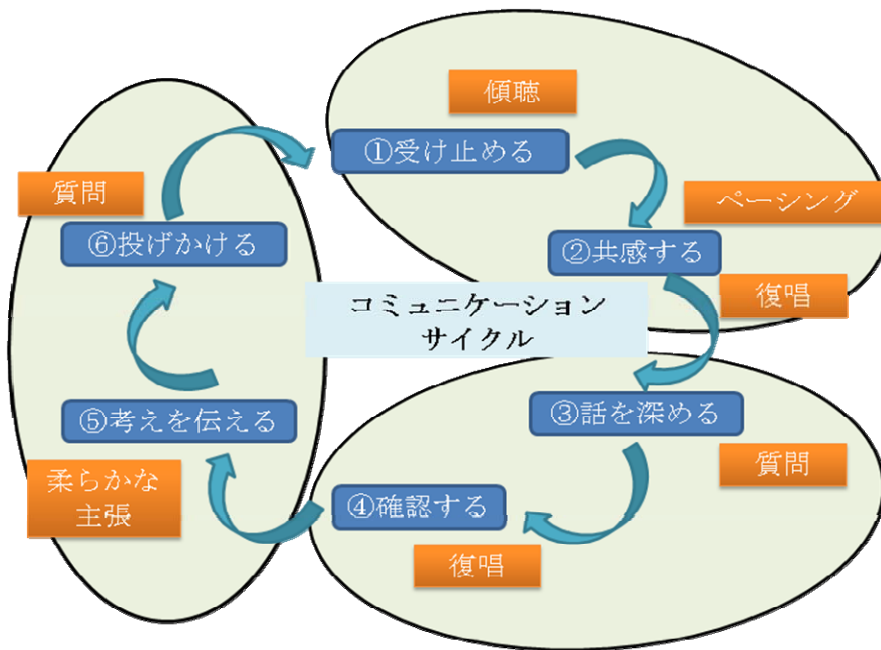 傾聴
①受け止める
ペーシング
②共感する
復唱
コミュニケーション
サイクル
③話を深める
質問
④確認する
復唱
⑤考えを伝える
柔らかな
主張
質問
⑥投げかける